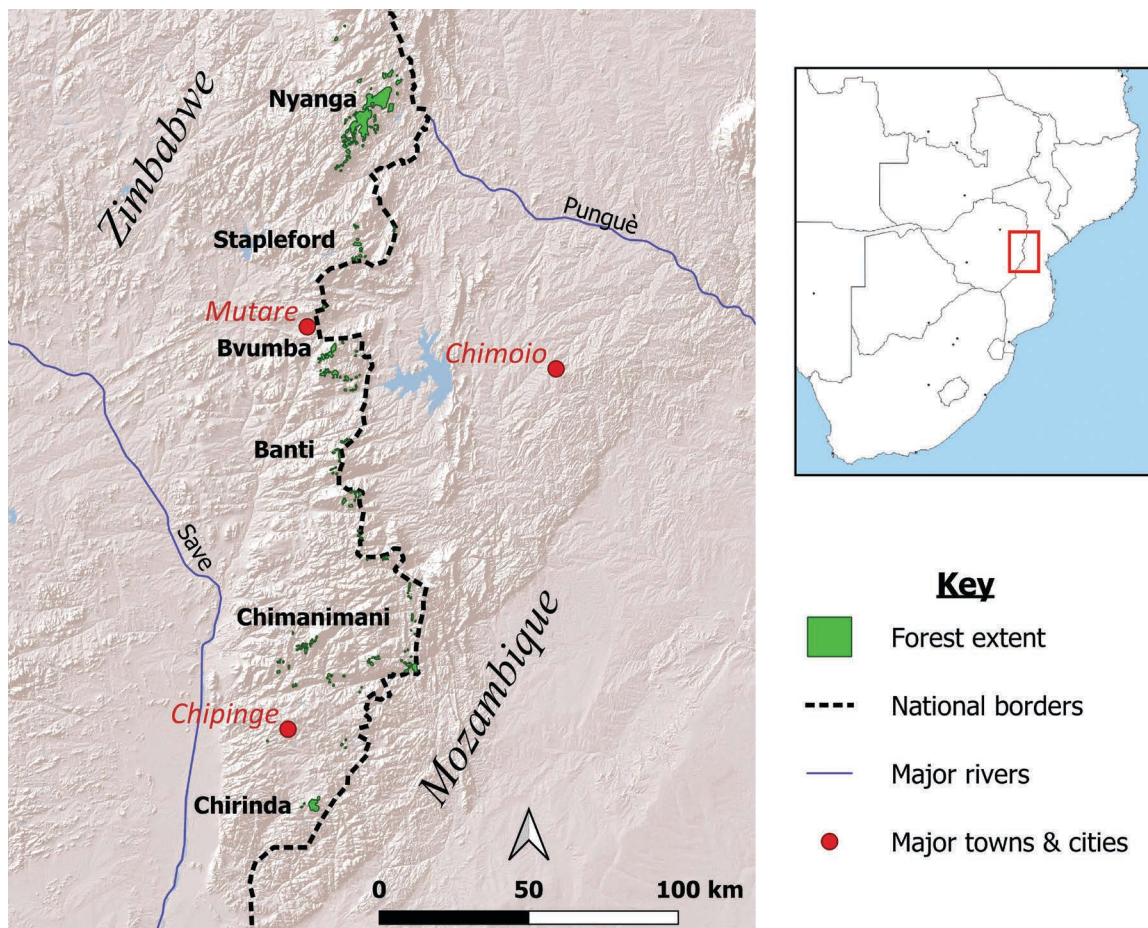 Nyanga
Zimbabwe
Punguè
Stapleford
Mutare
Bvumba
Chimoio
Banti
Save
Chimanimani
Mozambique
Chipinge
Chirinda
0 50 100 km
Key
Forest extent
National borders
Major rivers
Major towns & cities